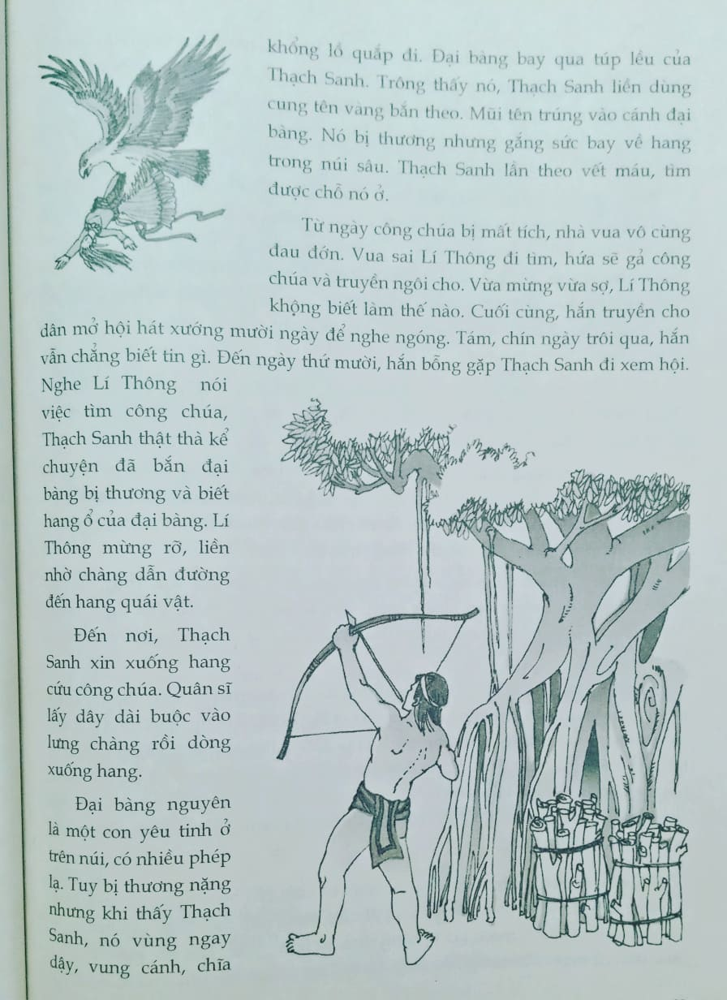 khổng lồ quắp đi. Đại bàng bay qua túp lều của
Thạch Sanh. Trông thấy nó, Thạch Sanh liền dùng
cung tên vàng bắn theo. Mũi tên trúng vào cánh đại
bàng. Nó bị thương nhưng gắng sức bay về hang
trong núi sâu. Thạch Sanh lần theo vết máu, tìm
được chỗ nó ở.
Từ ngày công chúa bị mất tích, nhà vua vô cùng
đau đớn. Vua sai Lí Thông đi tìm, hứa sẽ gả công
chúa và truyền ngôi cho. Vừa mừng vừa sợ, Lí Thông
không biết làm thế nào. Cuối cùng, hắn truyền cho
dân mở hội hát xướng mười ngày để nghe ngóng. Tám, chín ngày trôi qua, hắn
vẫn chẳng biết tin gì. Đến ngày thứ mười, hắn bỗng gặp Thạch Sanh đi xem hội.
Nghe Lí Thông nói
việc tìm công chúa,
Thạch Sanh thật thà kể
chuyện đã bắn đại
bàng bị thương và biết
hang ổ của đại bàng. Lí
Thông mừng rỡ, liền
nhờ chàng dẫn đường
đến hang quái vật.
Đến nơi, Thạch
Sanh xin xuống hang
cứu công chúa. Quân sĩ
lấy dây dài buộc vào
lưng chàng rồi dòng
xuống hang.
Đại bàng nguyên
là một con yêu tinh ở
trên núi, có nhiều phép
lạ. Tuy bị thương nặng
nhưng khi thấy Thạch
Sanh, nó vùng ngay
dậy, vung cánh, chĩa